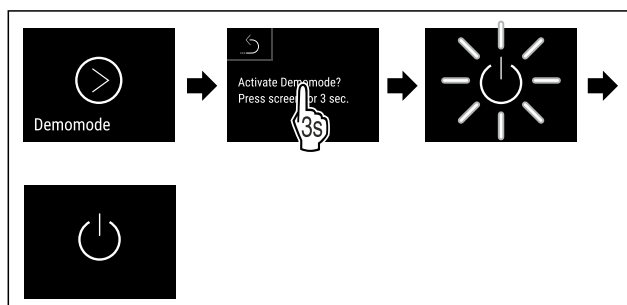 Demomode
Activate Demomode?
Press screen for 3 sec.
3s